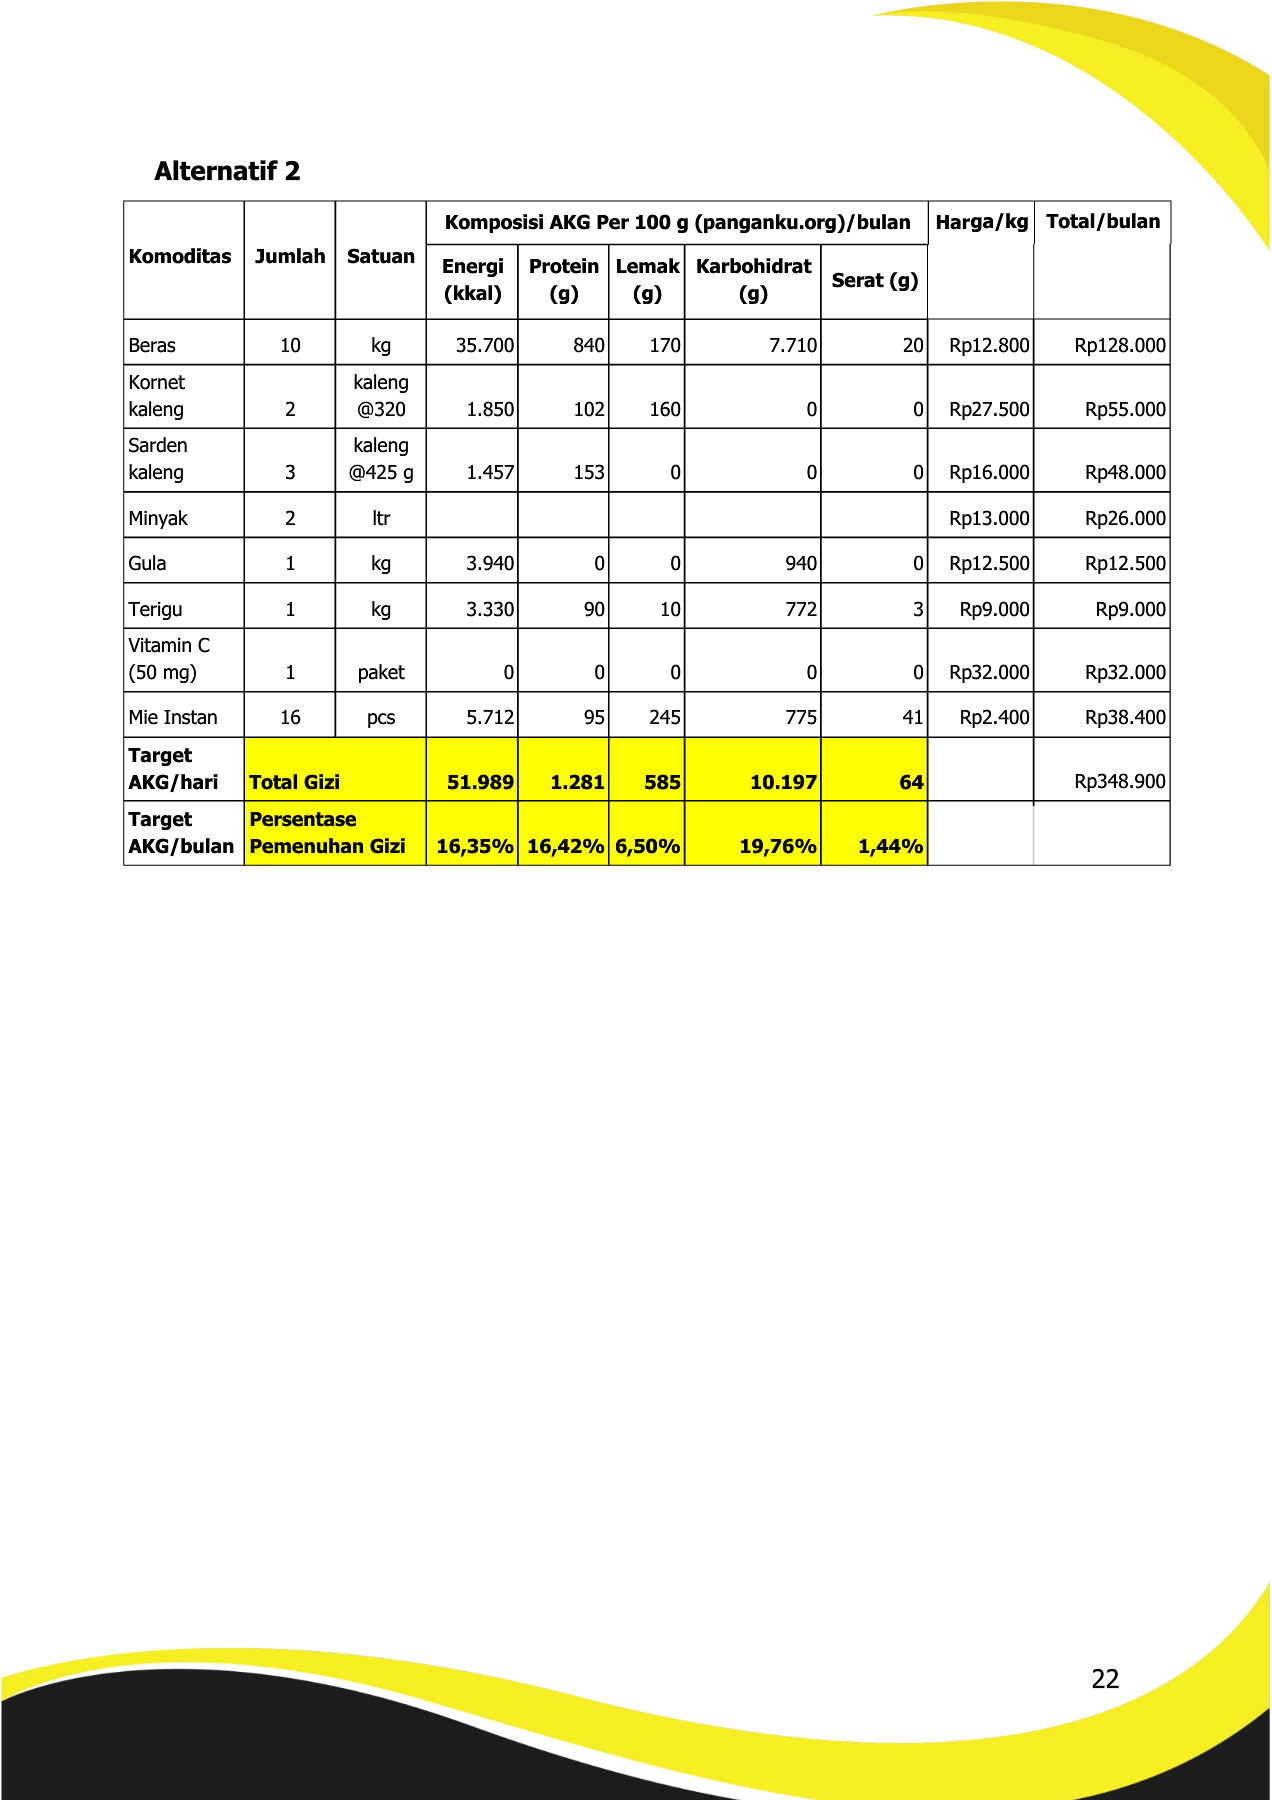 Alternatif 2
Komoditas Jumlah Satuan Komposisi AKG Per 100 g (panganku.org)/bulan Harga/kg Total/bulan
Energi (kkal) Protein (g) Lemak (g) Karbohidrat (g) Serat (g)
Beras 10 kg 35.700 840 170 7.710 20 Rp12.800 Rp128.000
Kornet kaleng 2 kaleng @320 1.850 102 160 0 0 Rp27.500 Rp55.000
Sarden kaleng 3 kaleng @425 g 1.457 153 0 0 0 Rp16.000 Rp48.000
Minyak 2 ltr Rp13.000 Rp26.000
Gula 1 kg 3.940 0 0 940 0 Rp12.500 Rp12.500
Terigu 1 kg 3.330 90 10 772 3 Rp9.000 Rp9.000
Vitamin C (50 mg) 1 paket 0 0 0 0 0 Rp32.000 Rp32.000
Mie Instan 16 pcs 5.712 95 245 775 41 Rp2.400 Rp38.400
Target AKG/hari Total Gizi 51.989 1.281 585 10.197 64 Rp348.900
Target AKG/bulan Persentase Pemenuhan Gizi 16,35% 16,42% 6,50% 19,76% 1,44%
22